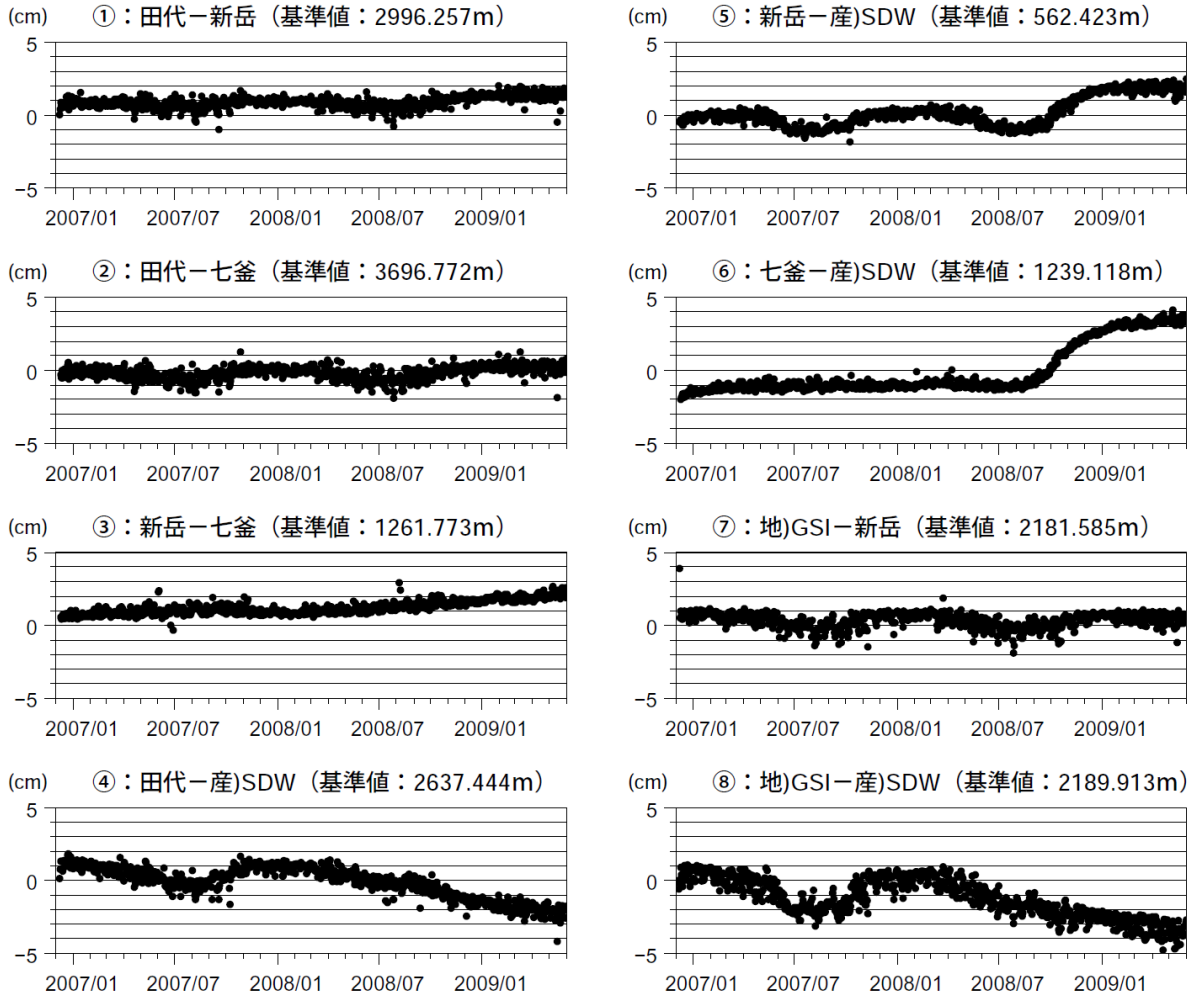 (cm) ①：田代－新岳（基準値：2996.257m）
5
0
−5
2007/01 2007/07 2008/01 2008/07 2009/01
(cm) ②：田代－七釜（基準値：3696.772m）
5
0
−5
2007/01 2007/07 2008/01 2008/07 2009/01
(cm) ③：新岳－七釜（基準値：1261.773m）
5
0
−5
2007/01 2007/07 2008/01 2008/07 2009/01
(cm) ④：田代－産)SDW（基準値：2637.444m）
5
0
−5
2007/01 2007/07 2008/01 2008/07 2009/01
(cm) ⑤：新岳－産)SDW（基準値：562.423m）
5
0
−5
2007/01 2007/07 2008/01 2008/07 2009/01
(cm) ⑥：七釜－産)SDW（基準値：1239.118m）
5
0
−5
2007/01 2007/07 2008/01 2008/07 2009/01
(cm) ⑦：地)GSI－新岳（基準値：2181.585m）
5
0
−5
2007/01 2007/07 2008/01 2008/07 2009/01
(cm) ⑧：地)GSI－産)SDW（基準値：2189.913m）
5
0
−5
2007/01 2007/07 2008/01 2008/07 2009/01